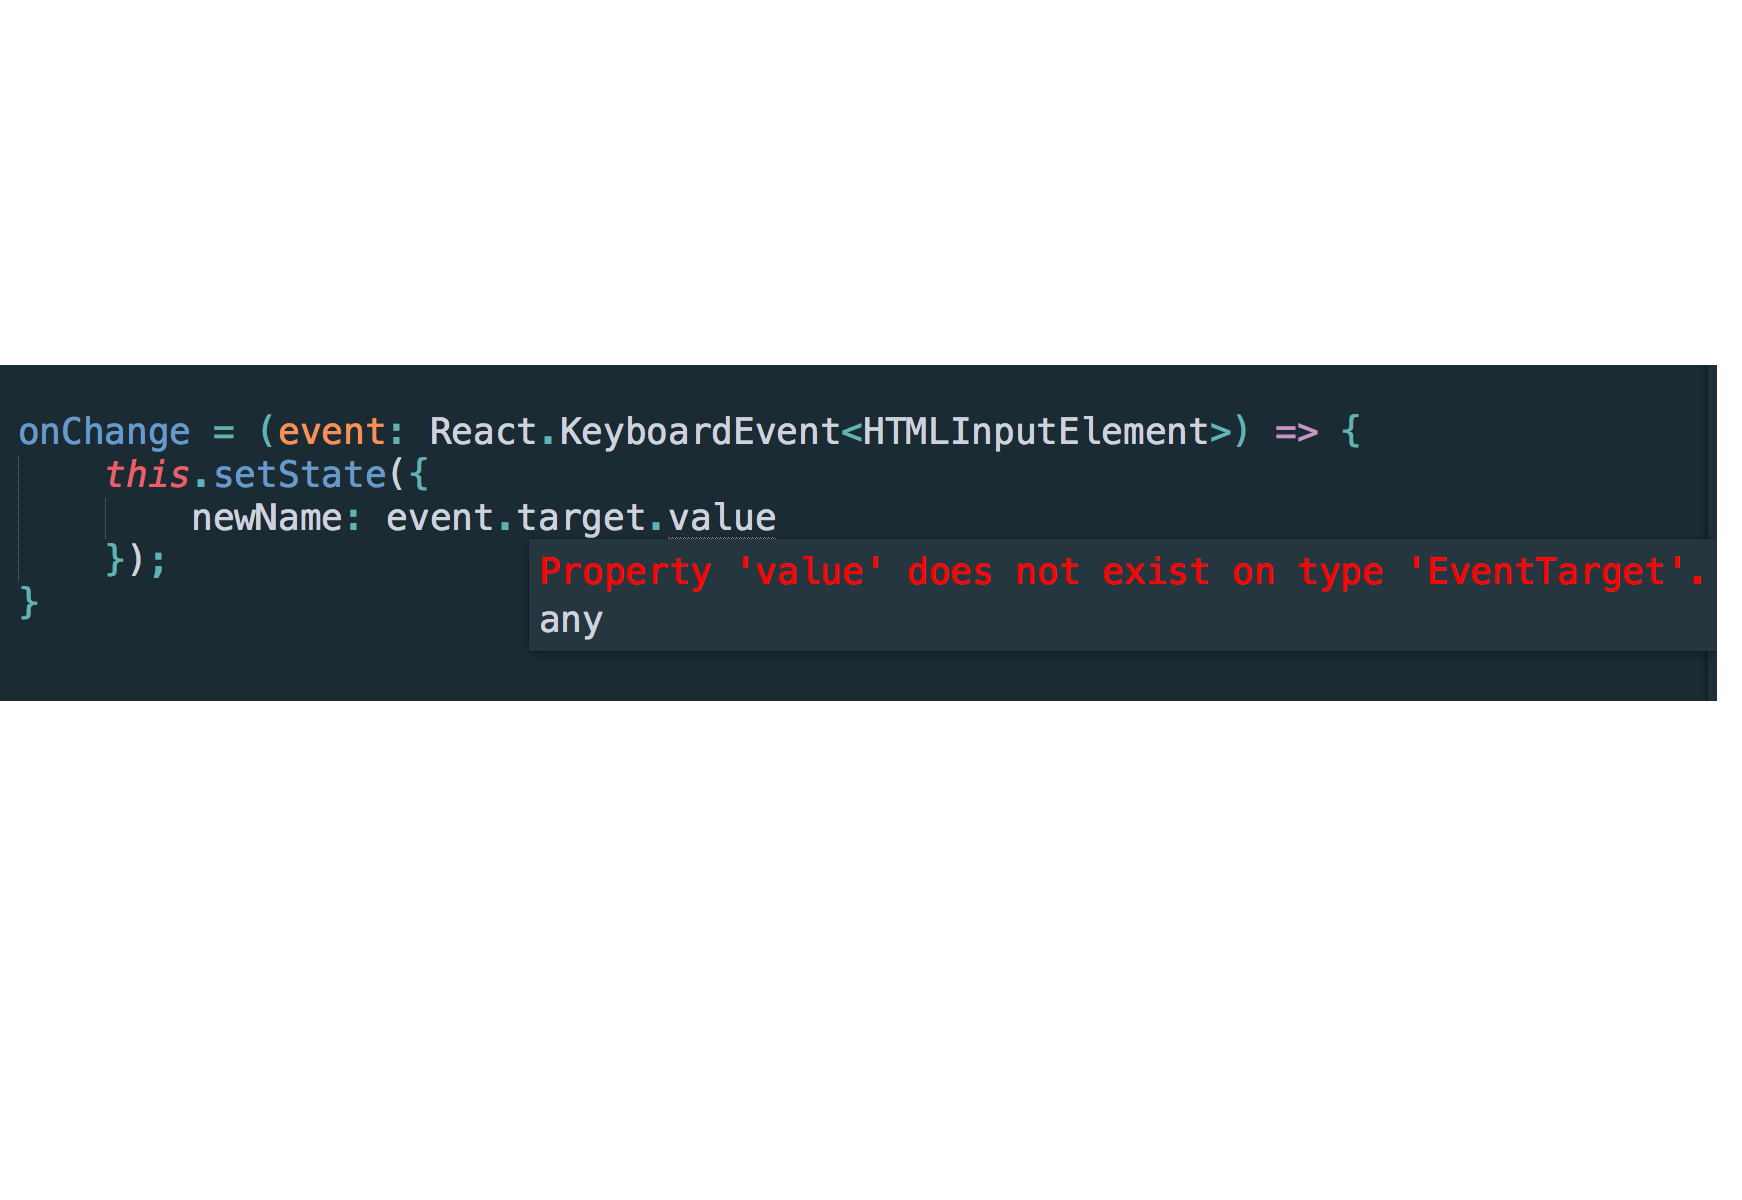 onChange = (event: React.KeyboardEvent<HTMLInputElement>) => {
this.setState({
newName: event.target.value
});
}
Property 'value' does not exist on type 'EventTarget'.
any